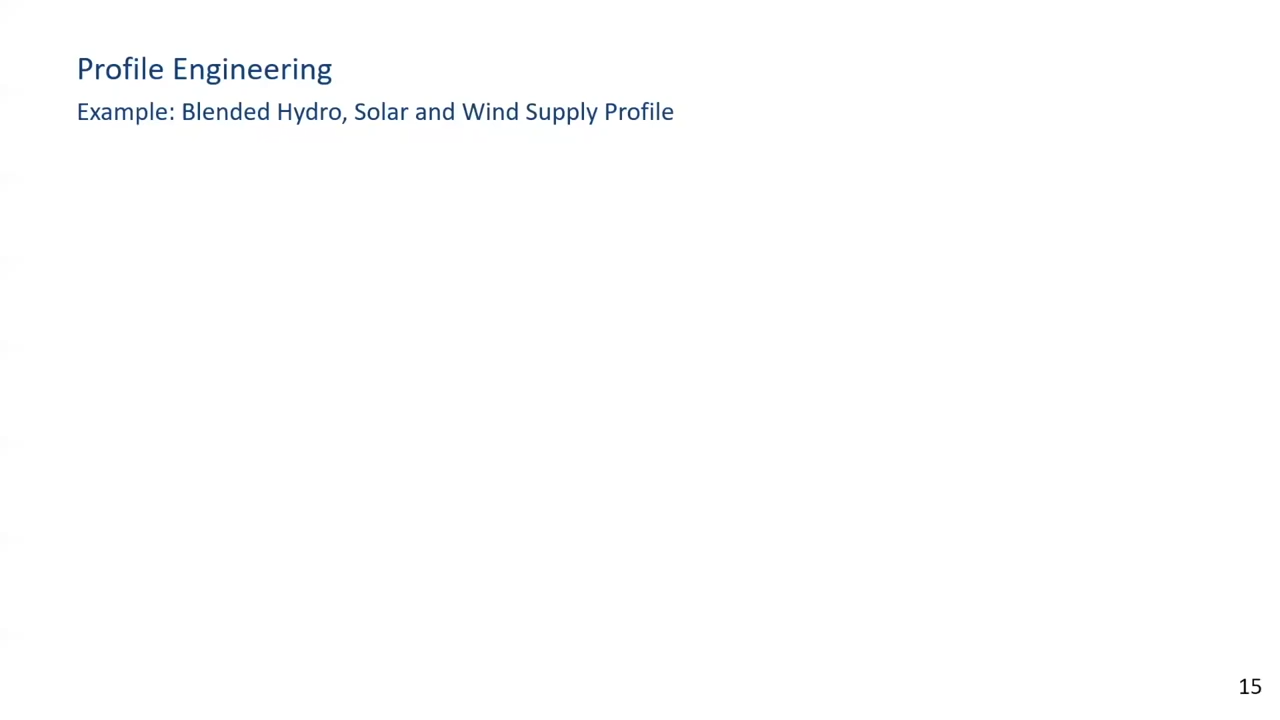 Profile Engineering
Example: Blended Hydro, Solar and Wind Supply Profile
15